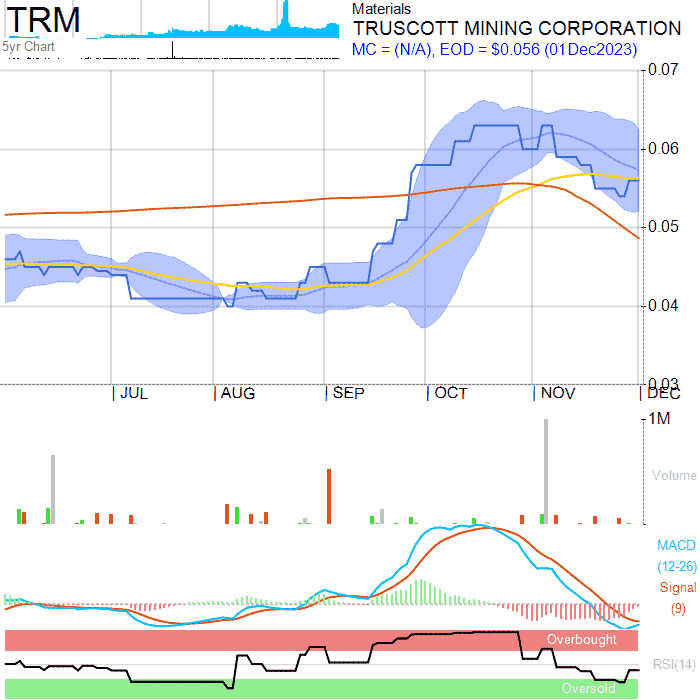 TRM
5yr Chart
Materials
TRUSCOTT MINING CORPORATION
MC = (N/A), EOD = $0.056 (01Dec2023)
0.07
0.06
0.05
0.04
0.03
JUL AUG SEP OCT NOV DEC
1M
Volume
MACD
(12-26)
Signal
(9)
Overbought
RSI(14)
Oversold